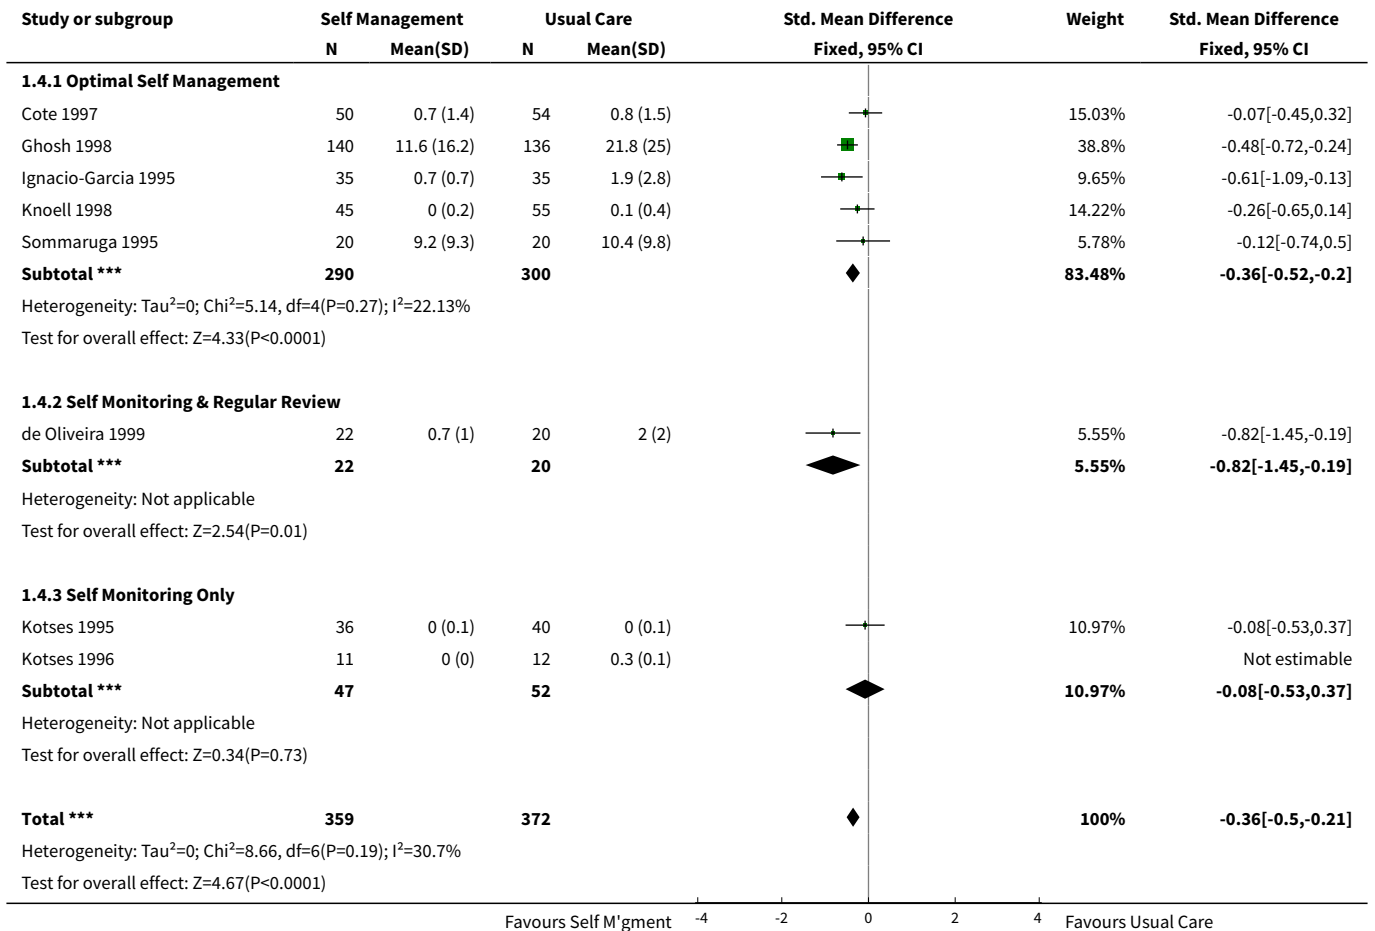 Study or subgroup Self Management Usual Care Std. Mean Difference Weight Std. Mean Difference
N Mean(SD) N Mean(SD) Fixed, 95% CI Fixed, 95% CI
1.4.1 Optimal Self Management
Cote 1997 50 0.7 (1.4) 54 0.8 (1.5) 15.03% -0.07[-0.45,0.32]
Ghosh 1998 140 11.6 (16.2) 136 21.8 (25) 38.8% -0.48[-0.72,-0.24]
Ignacio-Garcia 1995 35 0.7 (0.7) 35 1.9 (2.8) 9.65% -0.61[-1.09,-0.13]
Knoell 1998 45 0 (0.2) 55 0.1 (0.4) 14.22% -0.26[-0.65,0.14]
Sommaruga 1995 20 9.2 (9.3) 20 10.4 (9.8) 5.78% -0.12[-0.74,0.5]
Subtotal *** 290 300 83.48% -0.36[-0.52,-0.2]
Heterogeneity: Tau²=0; Chi²=5.14, df=4(P=0.27); I²=22.13%
Test for overall effect: Z=4.33(P<0.0001)
1.4.2 Self Monitoring & Regular Review
de Oliveira 1999 22 0.7 (1) 20 2 (2) 5.55% -0.82[-1.45,-0.19]
Subtotal *** 22 20 5.55% -0.82[-1.45,-0.19]
Heterogeneity: Not applicable
Test for overall effect: Z=2.54(P=0.01)
1.4.3 Self Monitoring Only
Kotses 1995 36 0 (0.1) 40 0 (0.1) 10.97% -0.08[-0.53,0.37]
Kotses 1996 11 0 (0) 12 0.3 (0.1) Not estimable
Subtotal *** 47 52 10.97% -0.08[-0.53,0.37]
Heterogeneity: Not applicable
Test for overall effect: Z=0.34(P=0.73)
Total *** 359 372 100% -0.36[-0.5,-0.21]
Heterogeneity: Tau²=0; Chi²=8.66, df=6(P=0.19); I²=30.7%
Test for overall effect: Z=4.67(P<0.0001)
Favours Self M'gment -4 -2 0 2 4 Favours Usual Care